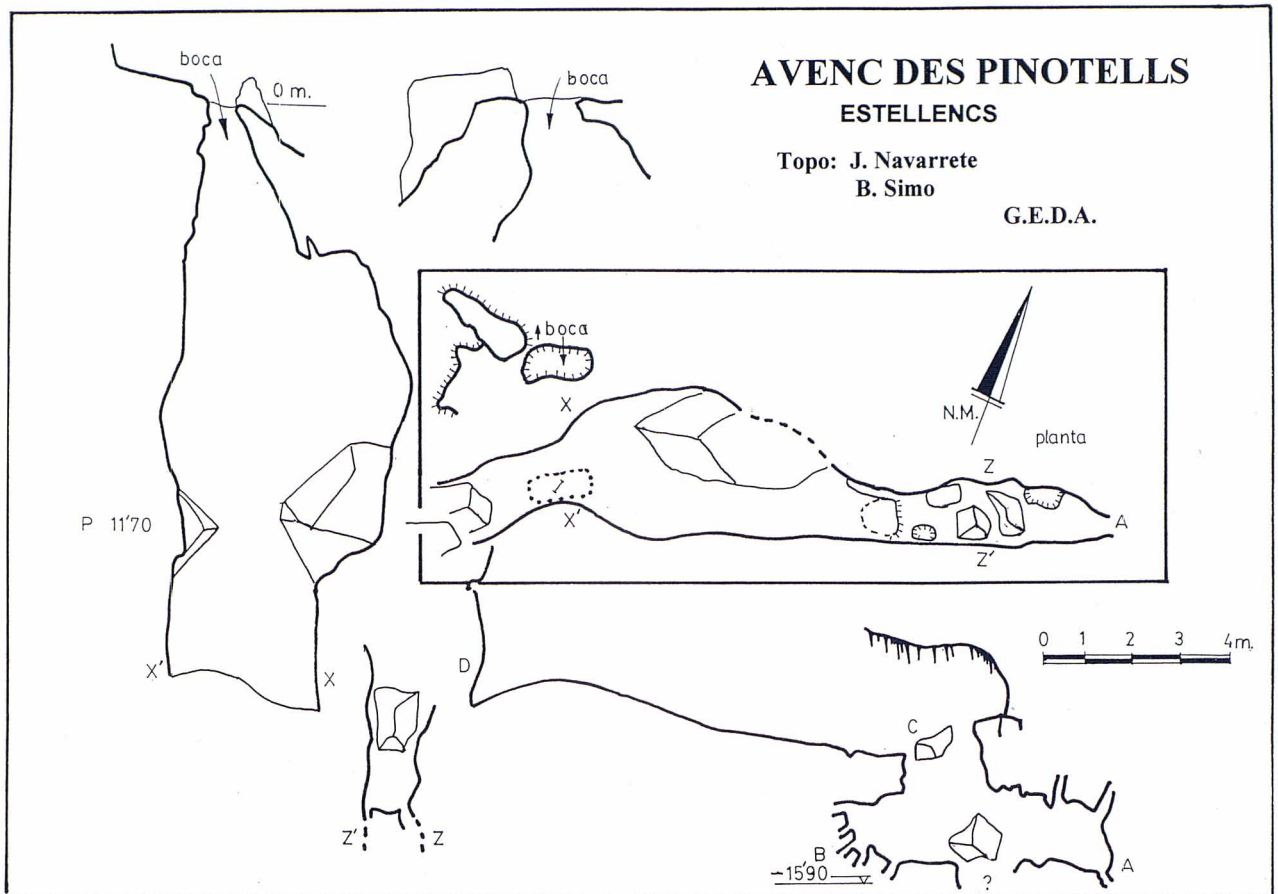 AVENC DES PINOTELLS
ESTELLENCS
Topo: J. Navarrete
B. Simo
G.E.D.A.
boca
0 m.
boca
boca
X
X'
N.M.
planta
Z
Z'
A
P 11'70
X'
X
D
Z'
Z
0 1 2 3 4 m.
C
B
A
-15'90
?